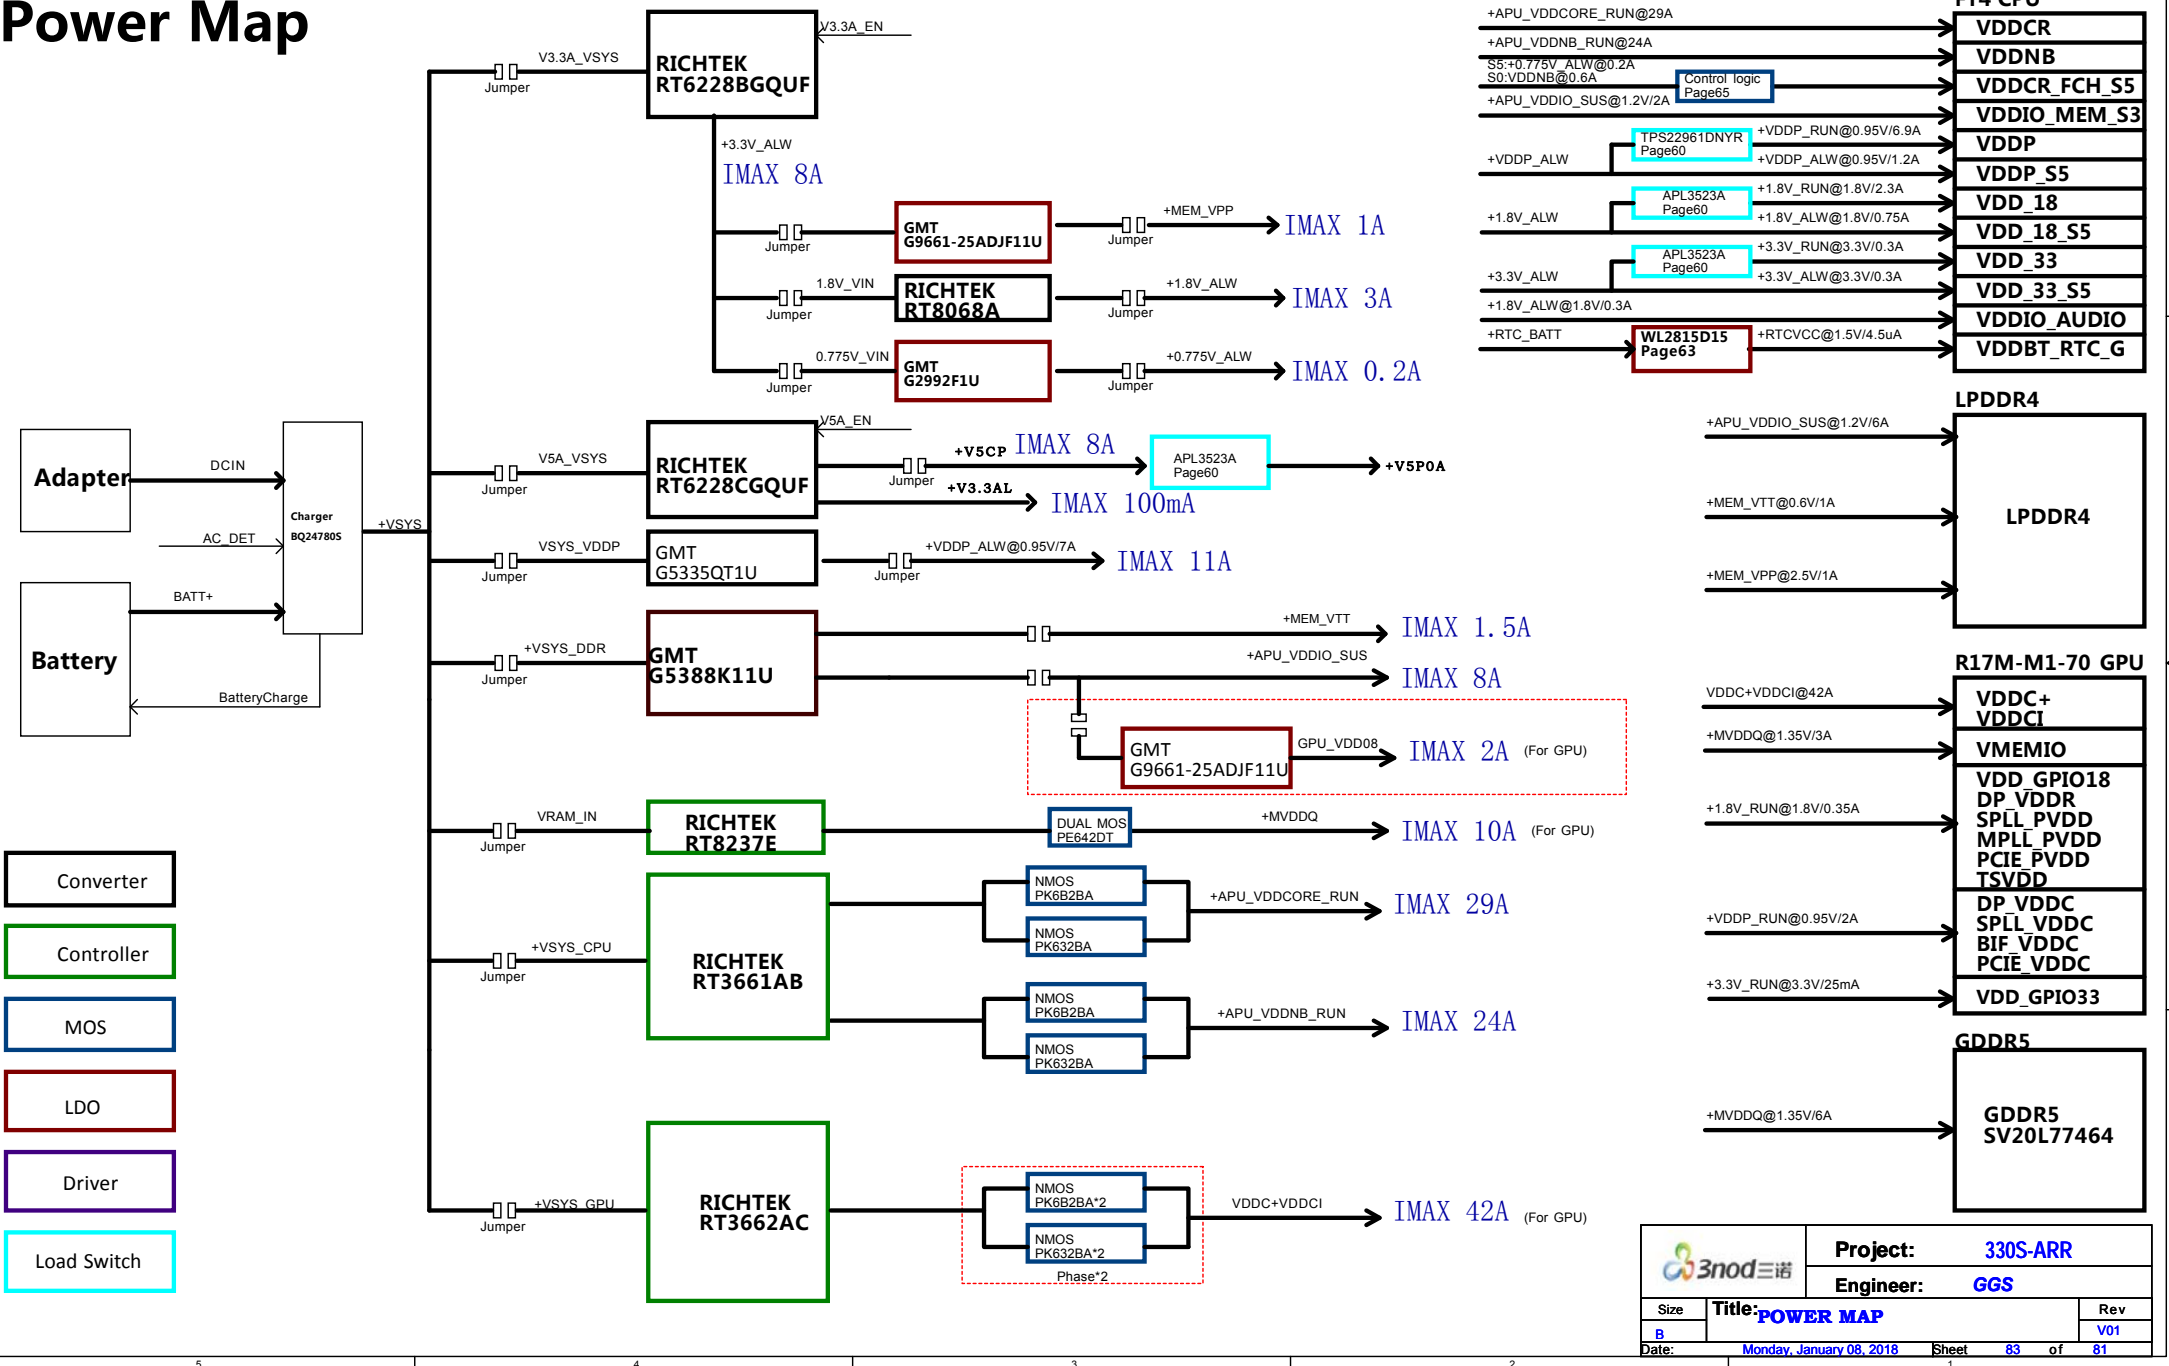 Power Map
V3.3A_VSYS
Jumper
RICHTEK
RT6228BGQUF
V3.3A_EN
+3.3V_ALW
IMAX 8A
Jumper
GMT
G9661-25ADJF11U
+MEM_VPP
Jumper
IMAX 1A
1.8V_VIN
Jumper
RICHTEK
RT8068A
+1.8V_ALW
Jumper
IMAX 3A
0.775V_VIN
Jumper
GMT
G2992F1U
+0.775V_ALW
Jumper
IMAX 0.2A
Adapter
DCIN
AC_DET
Battery
BATT+
BatteryCharge
Charger
BQ24780S
+VSYS
V5A_VSYS
Jumper
RICHTEK
RT6228CGQUF
V5A_EN
+V5CP
IMAX 8A
Jumper
+V3.3AL
IMAX 100mA
APL3523A
Page60
+V5P0A
VSYS_VDDP
Jumper
GMT
G5335QT1U
+VDDP_ALW@0.95V/7A
Jumper
IMAX 11A
+VSYS_DDR
Jumper
GMT
G5388K11U
+MEM_VTT
IMAX 1.5A
+APU_VDDIO_SUS
IMAX 8A
GMT
G9661-25ADJF11U
GPU_VDD08
IMAX 2A (For GPU)
VRAM_IN
Jumper
RICHTEK
RT8237E
DUAL MOS
PE642DT
+MVDDQ
IMAX 10A (For GPU)
+VSYS_CPU
Jumper
RICHTEK
RT3661AB
NMOS
PK6B2BA
NMOS
PK632BA
+APU_VDDCORE_RUN
IMAX 29A
NMOS
PK6B2BA
NMOS
PK632BA
+APU_VDDNB_RUN
IMAX 24A
+VSYS_GPU
Jumper
RICHTEK
RT3662AC
NMOS
PK6B2BA*2
NMOS
PK632BA*2
Phase*2
VDDC+VDDCI
IMAX 42A (For GPU)
Converter
Controller
MOS
LDO
Driver
Load Switch
CPU
+APU_VDDCORE_RUN@29A
VDDCR
+APU_VDDNB_RUN@24A
VDDNB
S5:+0.775V_ALW@0.2A
S0:VDDNB@0.6A
Control logic
Page65
VDDCR_FCH_S5
+APU_VDDIO_SUS@1.2V/2A
VDDIO_MEM_S3
TPS22961DNYR
Page60
+VDDP_RUN@0.95V/6.9A
VDDP
+VDDP_ALW
+VDDP_ALW@0.95V/1.2A
VDDP_S5
APL3523A
Page60
+1.8V_RUN@1.8V/2.3A
VDD_18
+1.8V_ALW
+1.8V_ALW@1.8V/0.75A
VDD_18_S5
APL3523A
Page60
+3.3V_RUN@3.3V/0.3A
VDD_33
+3.3V_ALW
+3.3V_ALW@3.3V/0.3A
VDD_33_S5
+1.8V_ALW@1.8V/0.3A
VDDIO_AUDIO
+RTC_BATT
WL2815D15
Page63
+RTCVCC@1.5V/4.5uA
VDDBT_RTC_G
LPDDR4
+APU_VDDIO_SUS@1.2V/6A
+MEM_VTT@0.6V/1A
LPDDR4
+MEM_VPP@2.5V/1A
R17M-M1-70 GPU
VDDC+VDDCI@42A
VDDC+
VDDCI
+MVDDQ@1.35V/3A
VMEMIO
+1.8V_RUN@1.8V/0.35A
VDD_GPIO18
DP_VDDR
SPLL_PVDD
MPLL_PVDD
PCIE_PVDD
TSVDD
+VDDP_RUN@0.95V/2A
DP_VDDC
SPLL_VDDC
BIF_VDDC
PCIE_VDDC
+3.3V_RUN@3.3V/25mA
VDD_GPIO33
GDDR5
+MVDDQ@1.35V/6A
GDDR5
SV20L77464
3nod三诺
Project: 330S-ARR
Engineer: GGS
Size
B
Title: POWER MAP
Rev
V01
Date: Monday, January 08, 2018 Sheet 83 of 81
5 4 3 2 1